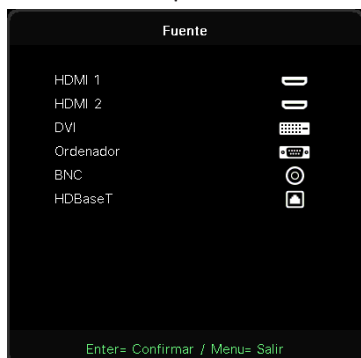 Fuente
HDMI 1
HDMI 2
DVI
Ordenador
BNC
HDBaseT
Enter= Confirmar / Menu= Salir